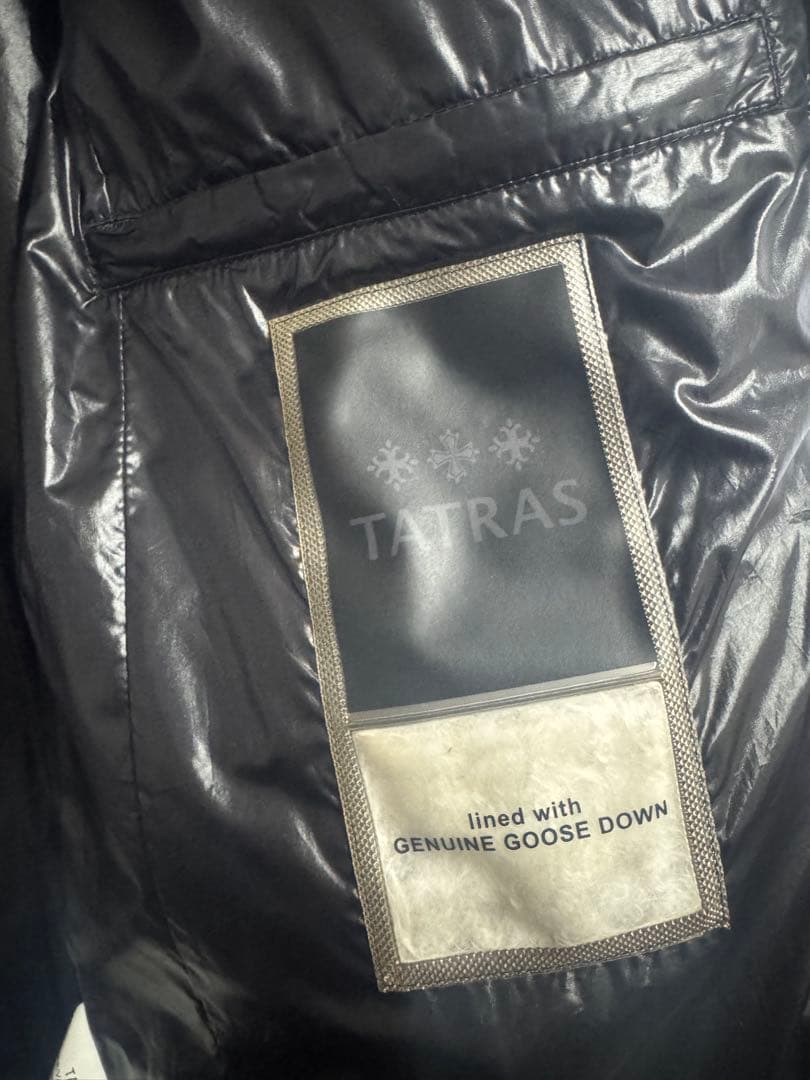 TATRAS
lined with
GENUINE GOOSE DOWN